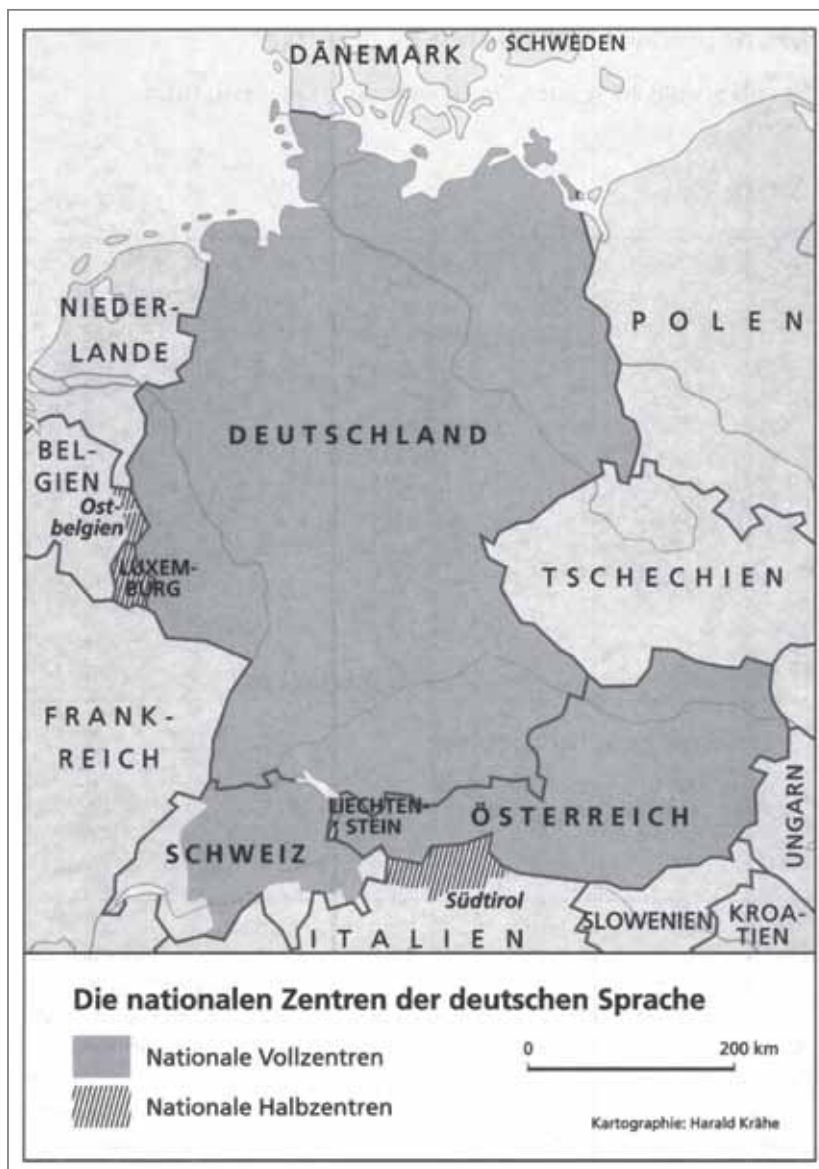 DÄNEMARK
SCHWEDEN
NIEDER-
LANDE
POLEN
DEUTSCHLAND
BEL-
GIEN
Ost-
belgien
LUXEM-
BURG
TSCHECHIEN
FRANK-
REICH
LIECHTEN-
STEIN
ÖSTERREICH
UNGARN
SCHWEIZ
Südtirol
SLOWENIEN
KROA-
TIEN
ITALIEN
Die nationalen Zentren der deutschen Sprache
Nationale Vollzentren
0 200 km
Nationale Halbzentren
Kartographie: Harald Krähe